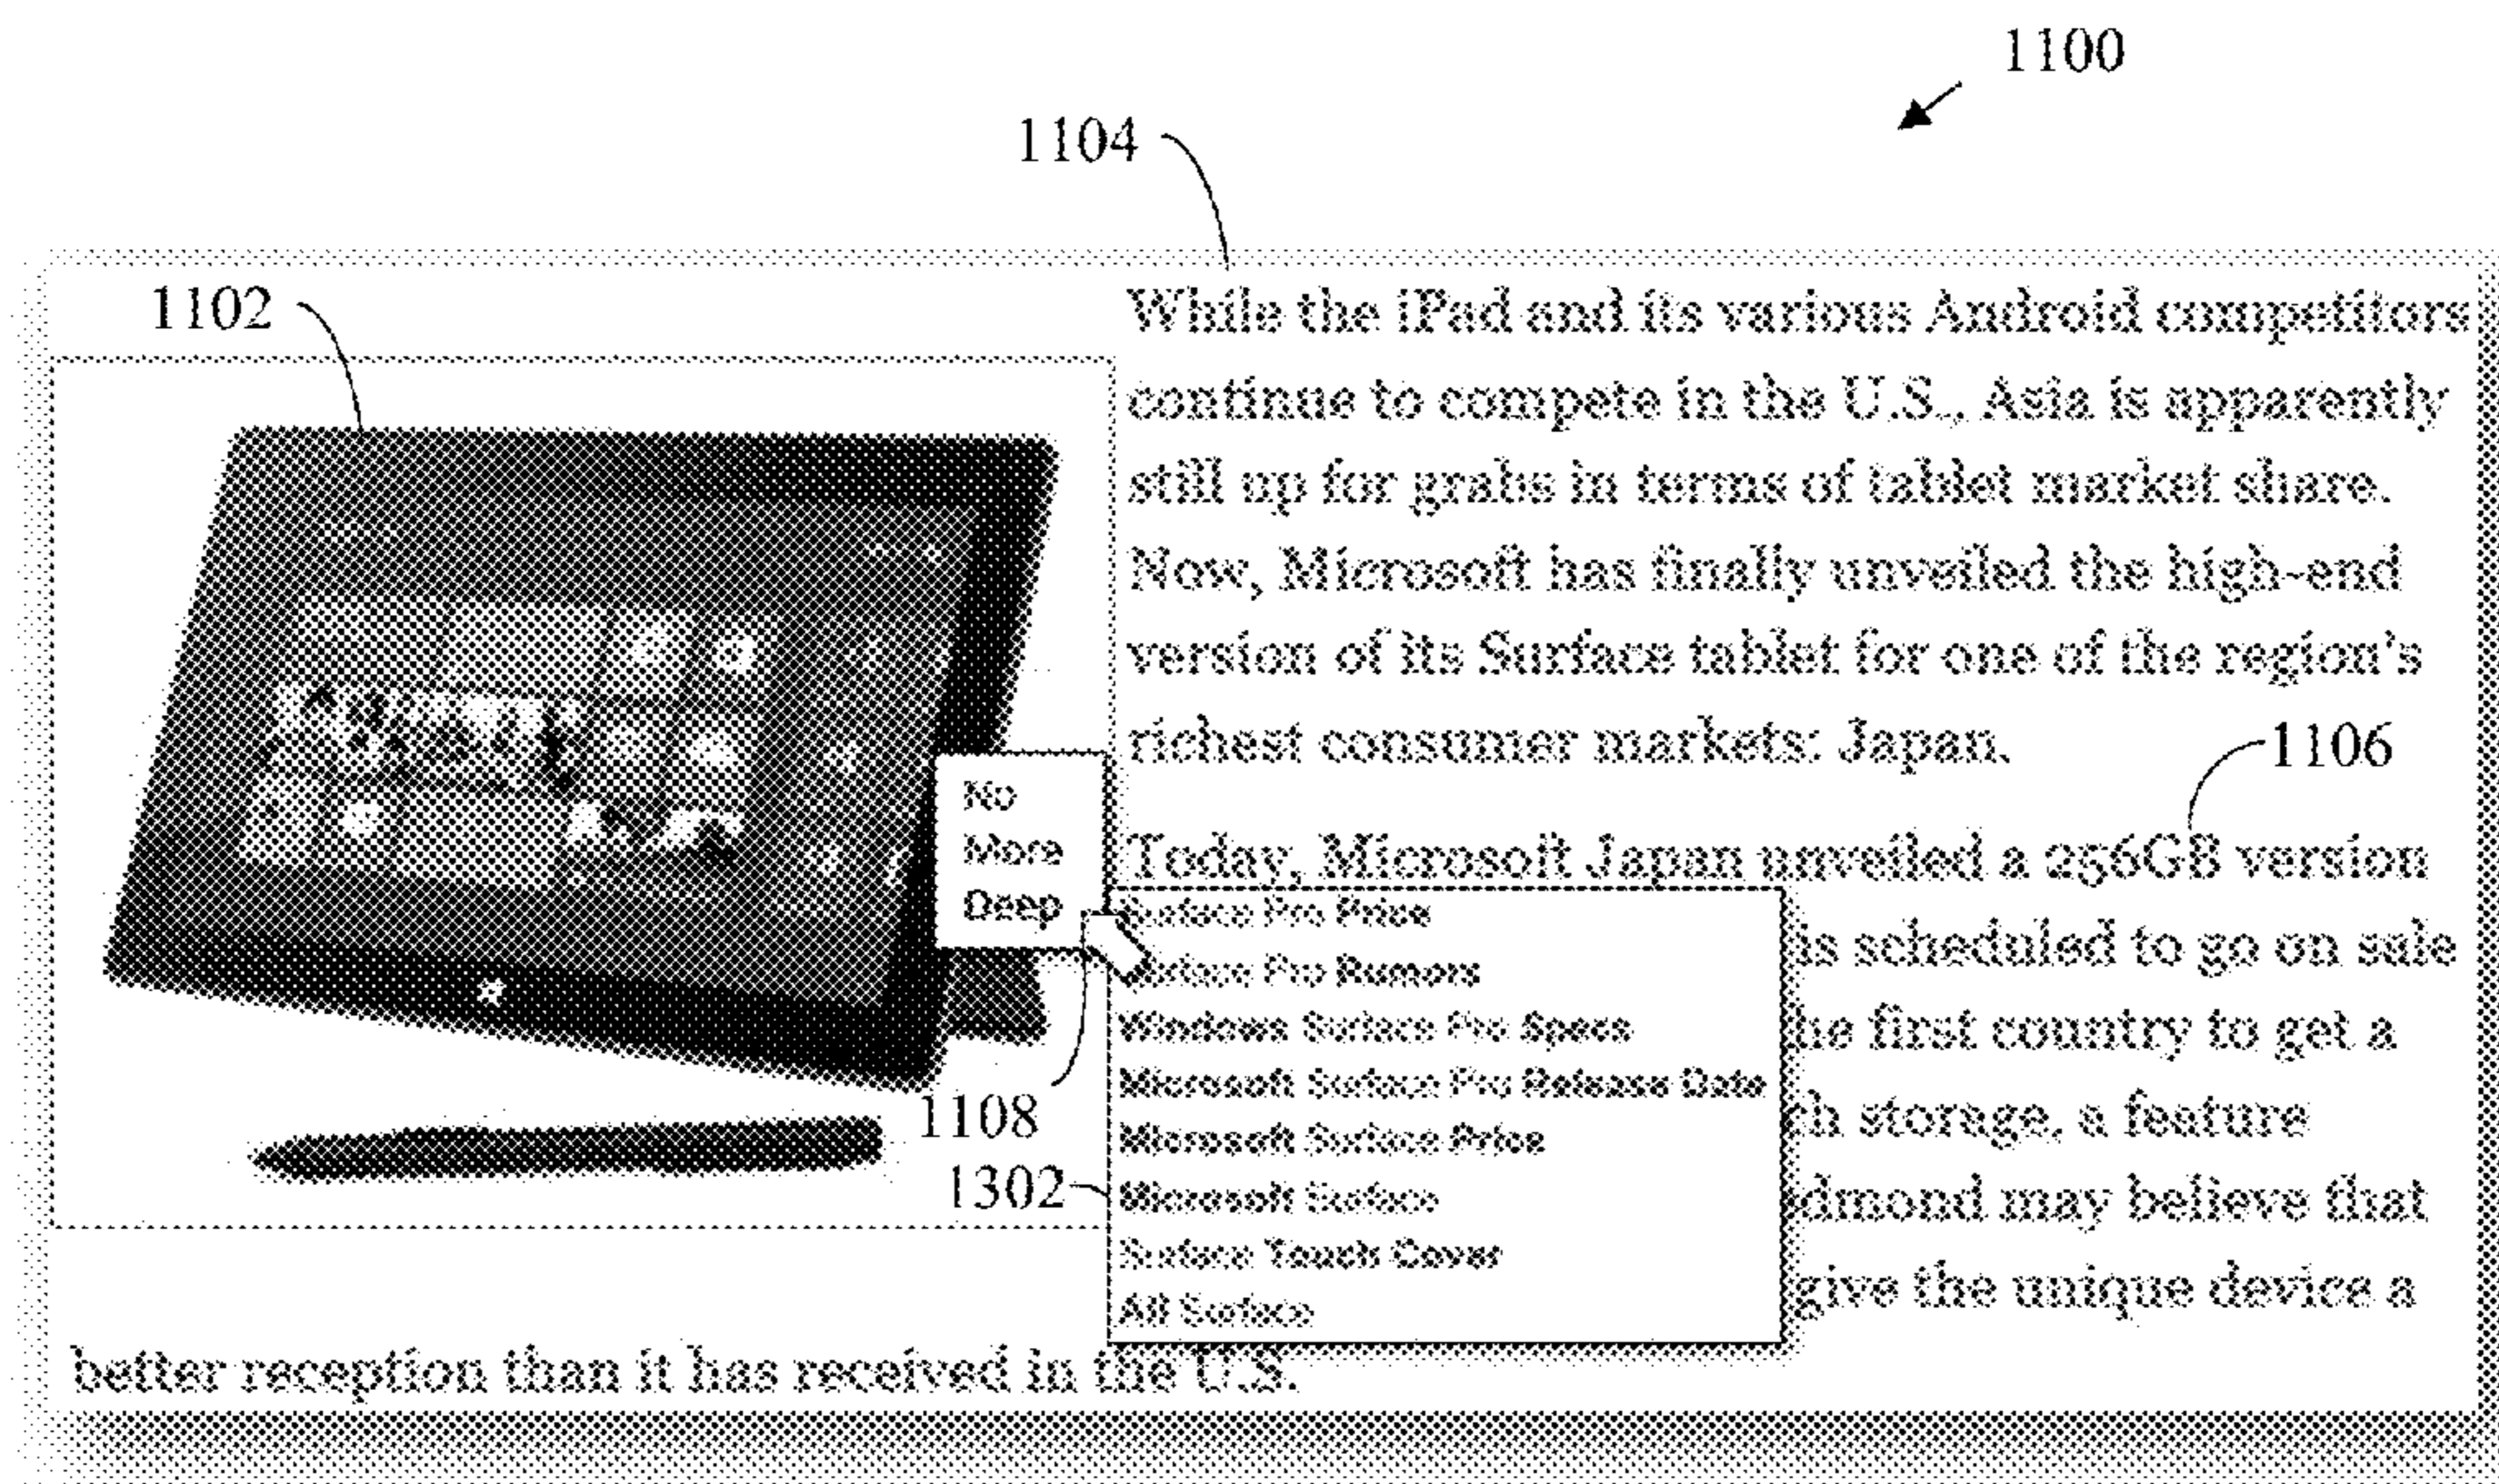 1100
1104
1102
While the iPad and its various Android competitors
continue to compete in the U.S., Asia is apparently
still up for grabs in terms of tablet market share.
Now, Microsoft has finally unveiled the high-end
version of its Surface tablet for one of the region's
richest consumer markets: Japan.
1106
No
More
Deep
Today, Microsoft Japan unveiled a 256GB version
is scheduled to go on sale
first country to get a
storage, a feature
may believe that
give the unique device a
better reception than it has received in the U.S.
Surface Pro Price
Surface Pro Rumors
Windows Surface Pro Specs
Microsoft Surface Pro Release Date
Microsoft Surface Price
Microsoft Surface
Surface Touch Cover
All Surface
1108
1302